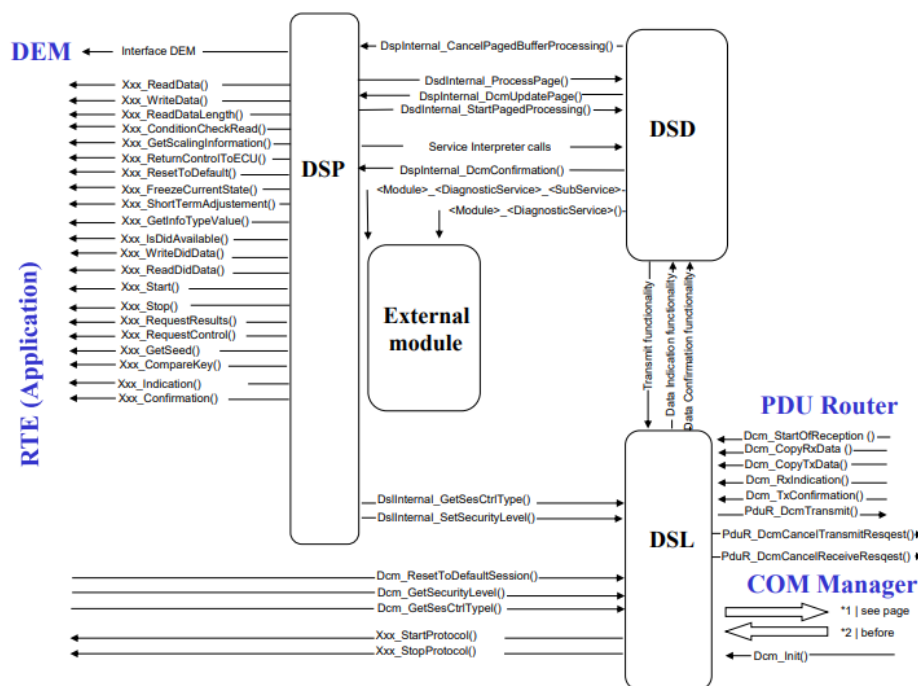 DEM
Interface DEM
Xxx_ReadData()
Xxx_WriteData()
Xxx_ReadDataLength()
Xxx_ConditionCheckRead()
Xxx_GetScalingInformation()
Xxx_ReturnControlToECU()
Xxx_ResetToDefault()
Xxx_FreezeCurrentState()
Xxx_ShortTermAdjustement()
Xxx_GetInfoTypeValue()
Xxx_IsDidAvailable()
Xxx_WriteDidData()
Xxx_ReadDidData()
Xxx_Start()
Xxx_Stop()
Xxx_RequestResults()
Xxx_RequestControl()
Xxx_GetSeed()
Xxx_CompareKey()
Xxx_Indication()
Xxx_Confirmation()
RTE (Application)
DSP
DspInternal_CancelPagedBufferProcessing()
DsdInternal_ProcessPage()
DspInternal_DcmUpdatePage()
DsdInternal_StartPagedProcessing()
Service Interpreter calls
DspInternal_DcmConfirmation()
<Module>_<DiagnosticService>_<SubService>
<Module>_<DiagnosticService>()
DSD
External
module
Transmit functionality
Data Indication functionality
Data Confirmation functionality
PDU Router
Dcm_StartOfReception ()
Dcm_CopyRxData()
Dcm_CopyTxData()
Dcm_RxIndication()
Dcm_TxConfirmation()
PduR_DcmTransmit()
PduR_DcmCancelTransmitResqest()
PduR_DcmCancelReceiveResqest()
DslInternal_GetSesCtrlType()
DslInternal_SetSecurityLevel()
DSL
Dcm_ResetToDefaultSession()
Dcm_GetSecurityLevel()
Dcm_GetSesCtrlTypel()
Xxx_StartProtocol()
Xxx_StopProtocol()
COM Manager
*1 | see page
*2 | before
Dcm_Init()